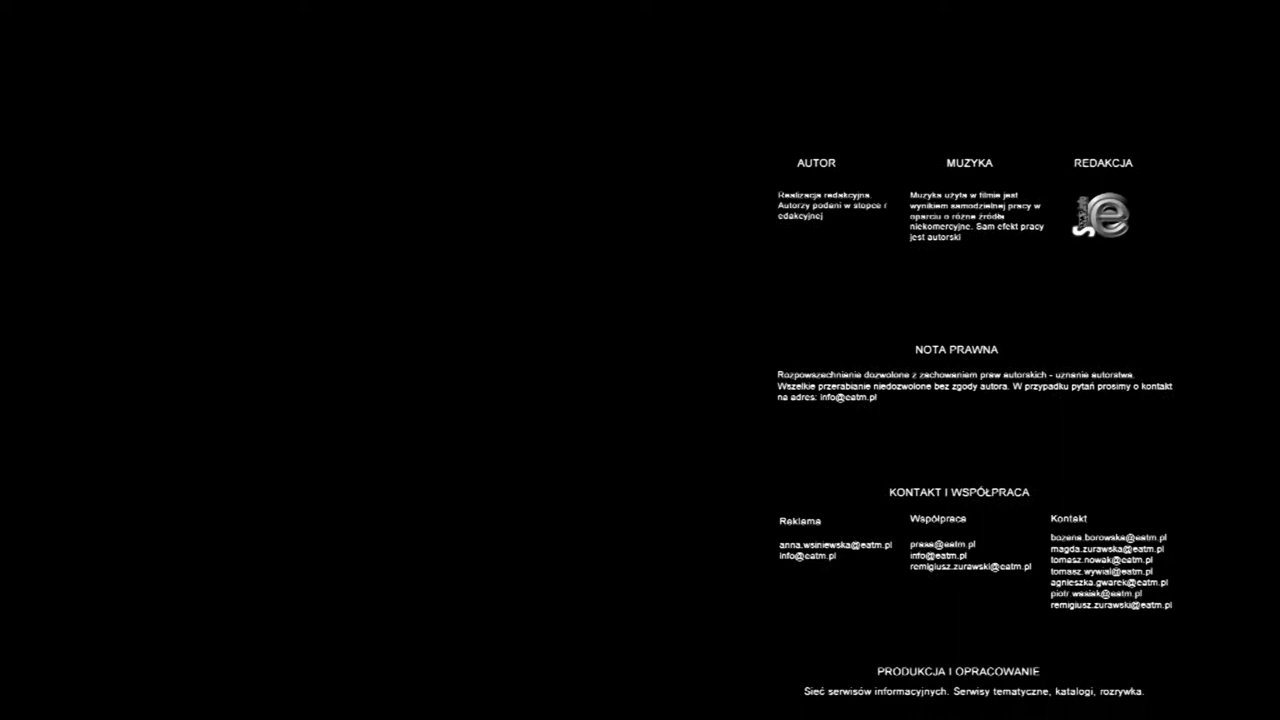 AUTOR
Realizacja redakcyjna.
Autorzy podani w stopce r
edakcyjnej
MUZYKA
Muzyka użyta w filmie jest
wynikiem samodzielnej pracy w
oparciu o różne źródła
niekomercyjne. Sam efekt pracy
jest autorski
REDAKCJA
e
NOTA PRAWNA
Rozpowszechnianie dozwolone z zachowaniem praw autorskich - uznanie autorstwa.
Wszelkie przerabianie niedozwolone bez zgody autora. W przypadku pytań prosimy o kontakt
na adres: info@eatm.pl
KONTAKT I WSPÓŁPRACA
Reklama
anna.wsiniewska@eatm.pl
info@eatm.pl
Współpraca
prasa@eatm.pl
info@eatm.pl
remigiusz.zurawski@eatm.pl
Kontakt
bozena.borowska@eatm.pl
magda.zurawska@eatm.pl
tomasz.nowak@eatm.pl
tomasz.wywial@eatm.pl
agnieszka.gwarek@eatm.pl
piotr.wasiak@eatm.pl
remigiusz.zurawski@eatm.pl
PRODUKCJA I OPRACOWANIE
Sieć serwisów informacyjnych. Serwisy tematyczne, katalogi, rozrywka.